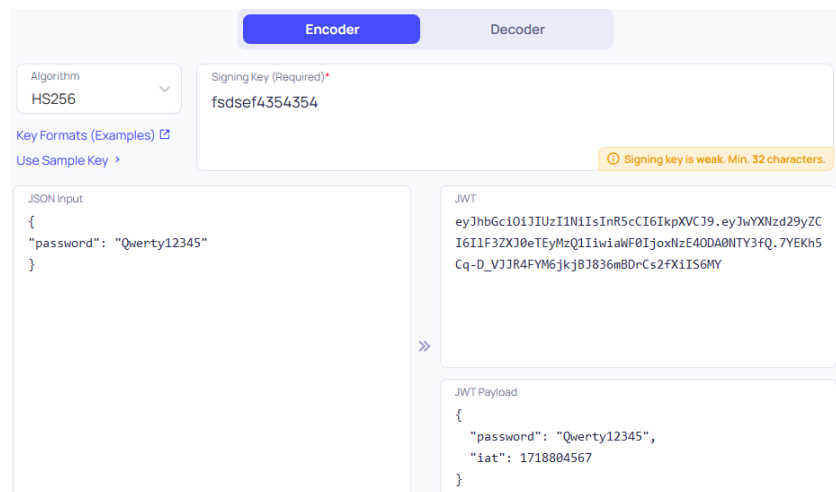 Encoder
Decoder
Algorithm
HS256
Signing Key (Required)*
fsdsef4354354
Key Formats (Examples)
Use Sample Key
Signing key is weak. Min. 32 characters.
JSON Input
{
"password": "Qwerty12345"
}
JWT
eyJhbGciOiJIUzI1NiIsInR5cCI6IkpXVCJ9.eyJwYXNzd29yZC
I6IlF3ZXJ0eTEyMzQ1IiwiaWF0IjoxNzE4ODA0NTY3fQ.7YEKh5
Cq-D_VJJR4FYM6jkjBJ836mBDrCs2fXiIS6MY
JWT Payload
{
"password": "Qwerty12345",
"iat": 1718804567
}